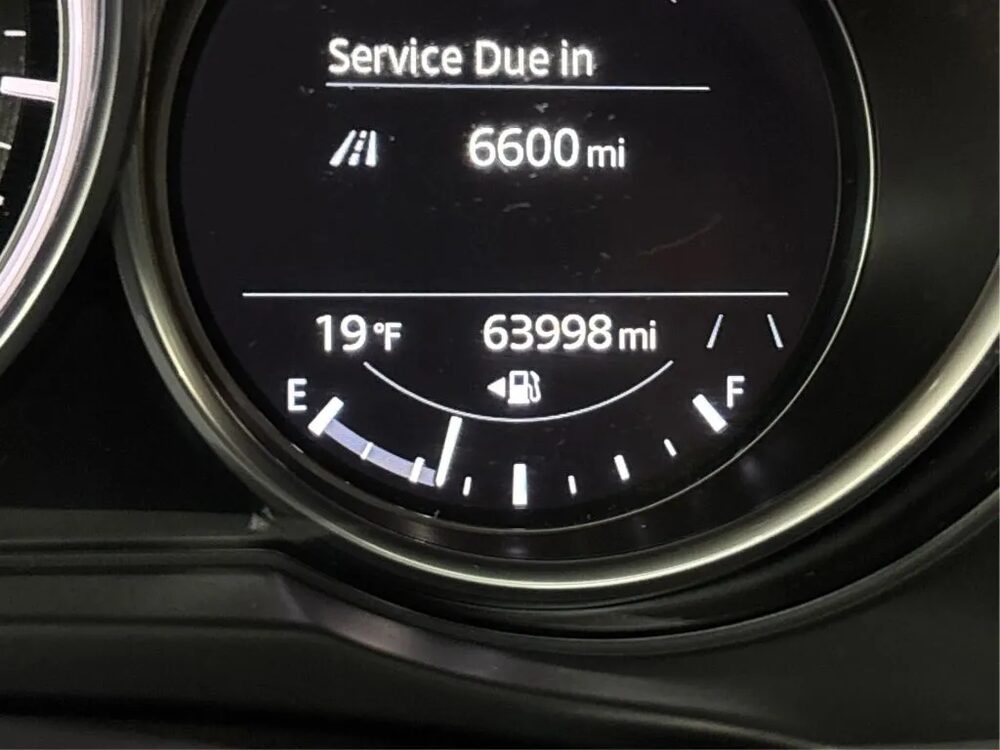 Service Due in
6600 mi
19 °F 63998 mi
E F